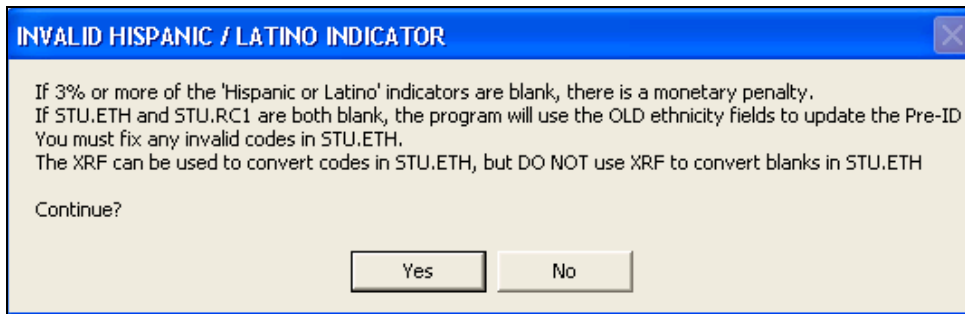 INVALID HISPANIC / LATINO INDICATOR
If 3% or more of the 'Hispanic or Latino' indicators are blank, there is a monetary penalty.
If STU.ETH and STU.RC1 are both blank, the program will use the OLD ethnicity fields to update the Pre-ID
You must fix any invalid codes in STU.ETH.
The XRF can be used to convert codes in STU.ETH, but DO NOT use XRF to convert blanks in STU.ETH
Continue?
Yes No